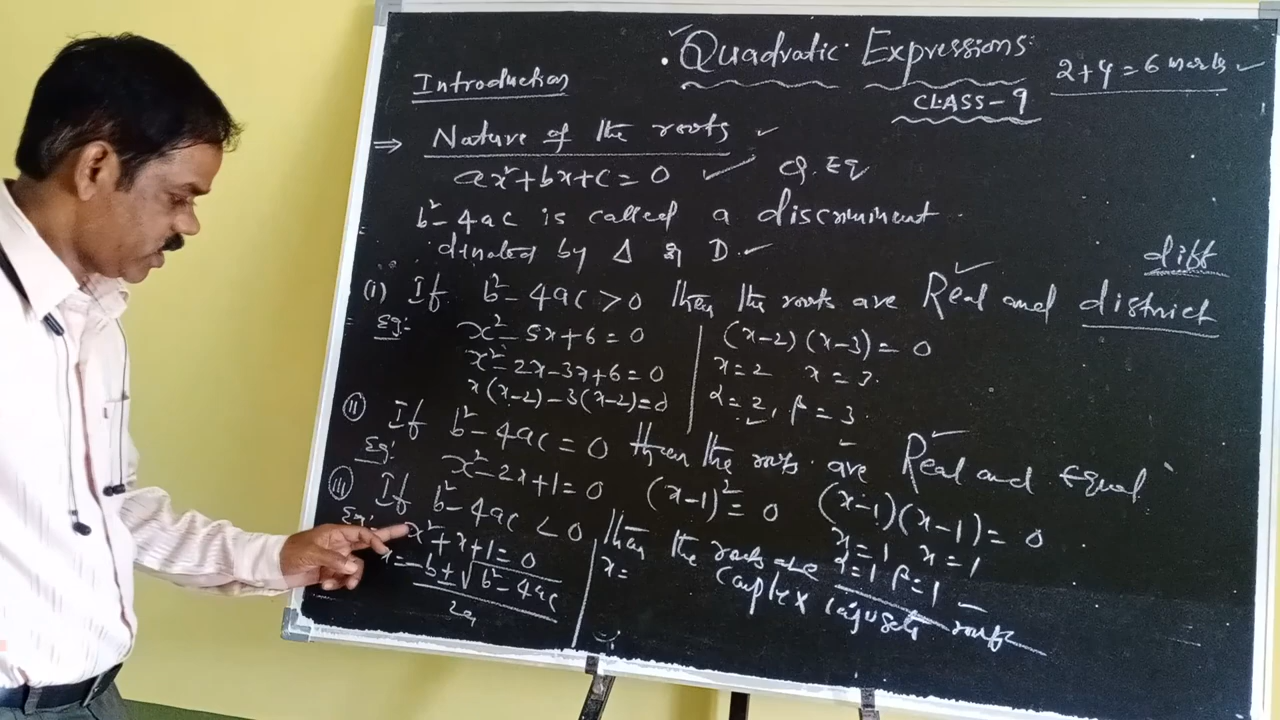 Quadratic Expressions
2+4=6 marks
Introduction
CLASS-9
⇒ Nature of the roots
ax²+bx+c=0 Q.Eq
b²-4ac is called a discriminent
dinoted by Δ or D.
diff
(i) If b²-4ac>0 then the roots are Real and district
Eg: x²-5x+6=0
x²-2x-3x+6=0
x(x-2)-3(x-2)=0
(x-2)(x-3)=0
x=2 x=3.
α=2, β=3.
(ii) If b²-4ac=0 then the roots are Real and Equal
Eg: x²-2x+1=0 (x-1)²=0 (x-1)(x-1)=0
x=1 x=1
α=1 β=1
(iii) If b²-4ac<0 then the roots are
roots
Eg: x²+x+1=0
x=-b±√b²-4ac
2a
x=